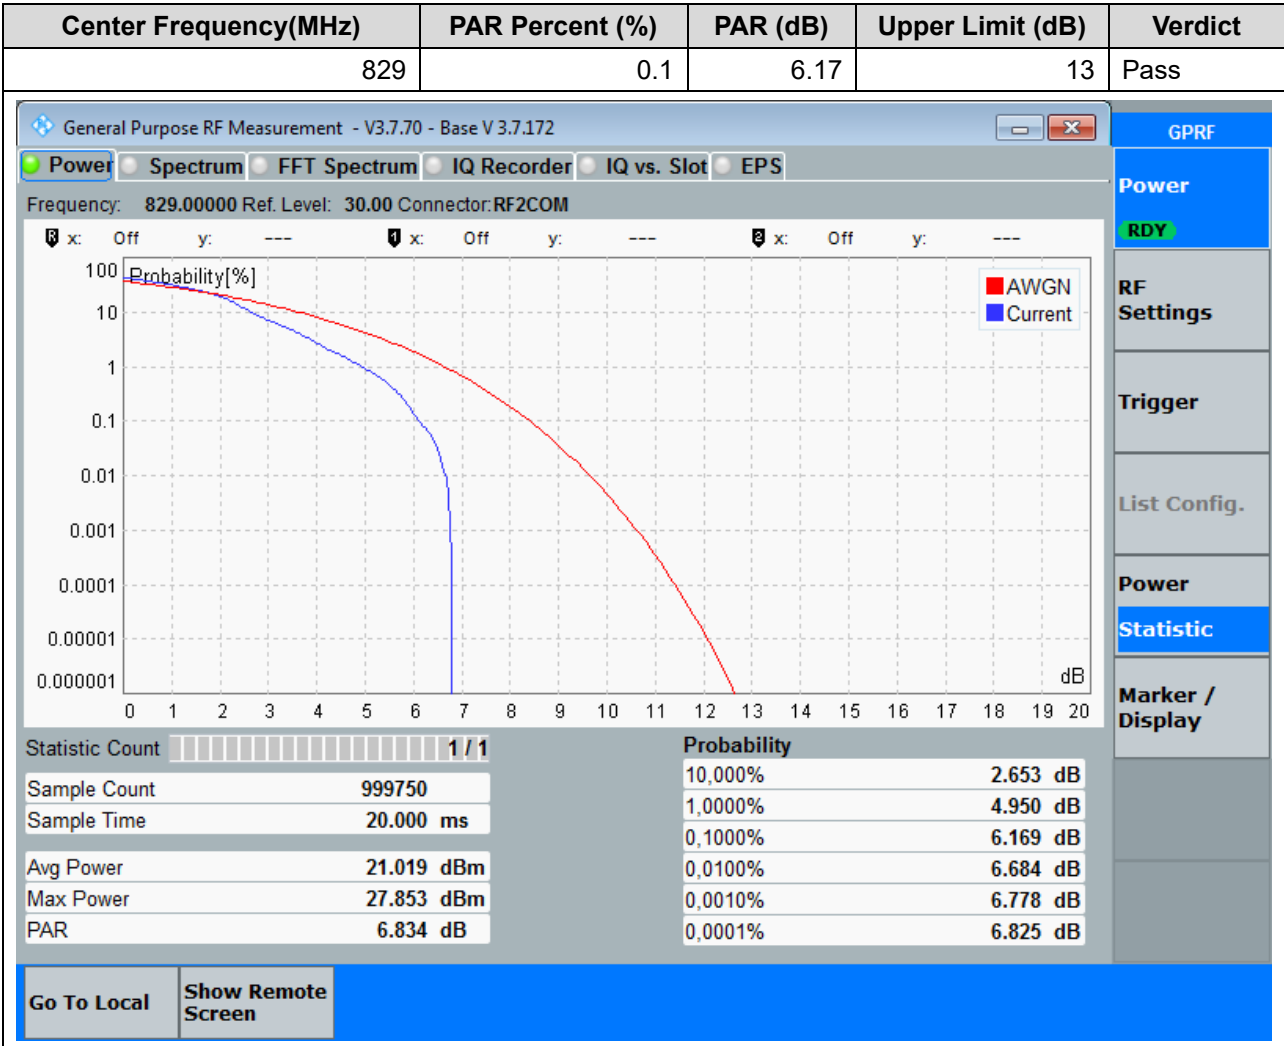 Center Frequency(MHz) PAR Percent (%) PAR (dB) Upper Limit (dB) Verdict
829 0.1 6.17 13 Pass
General Purpose RF Measurement - V3.7.70 - Base V 3.7.172
GPRF
Power Spectrum FFT Spectrum IQ Recorder IQ vs. Slot EPS
Frequency: 829.00000 Ref. Level: 30.00 Connector: RF2COM
R x: Off y: --- 1 x: Off y: --- 2 x: Off y: ---
Probability[%]
AWGN
Current
100
10
1
0.1
0.01
0.001
0.0001
0.00001
0.000001
dB
0 1 2 3 4 5 6 7 8 9 10 11 12 13 14 15 16 17 18 19 20
Statistic Count 1 / 1
Sample Count 999750
Sample Time 20.000 ms
Avg Power 21.019 dBm
Max Power 27.853 dBm
PAR 6.834 dB
Probability
10,000% 2.653 dB
1,0000% 4.950 dB
0,1000% 6.169 dB
0,0100% 6.684 dB
0,0010% 6.778 dB
0,0001% 6.825 dB
Power
RDY
RF
Settings
Trigger
List Config.
Power
Statistic
Marker /
Display
Go To Local
Show Remote
Screen